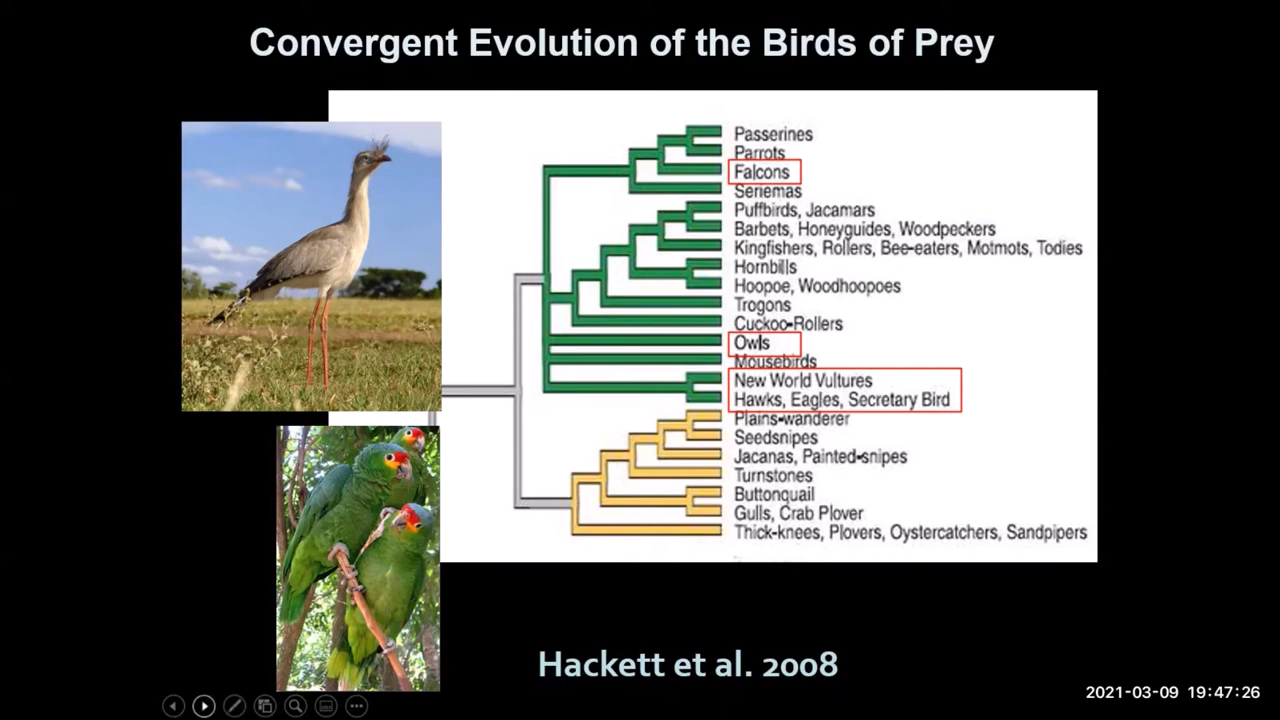 Convergent Evolution of the Birds of Prey
Passerines
Parrots
Falcons
Seriemas
Puffbirds, Jacamars
Barbets, Honeyguides, Woodpeckers
Kingfishers, Rollers, Bee-eaters, Motmots, Todies
Hornbills
Hoopoe, Woodhoopoes
Trogons
Cuckoo-Rollers
Owls
Mousebirds
New World Vultures
Hawks, Eagles, Secretary Bird
Plains-wanderer
Seedsnipes
Jacanas, Painted-snipes
Turnstones
Buttonquail
Gulls, Crab Plover
Thick-knees, Plovers, Oystercatchers, Sandpipers
Hackett et al. 2008
2021-03-09 19:47:26